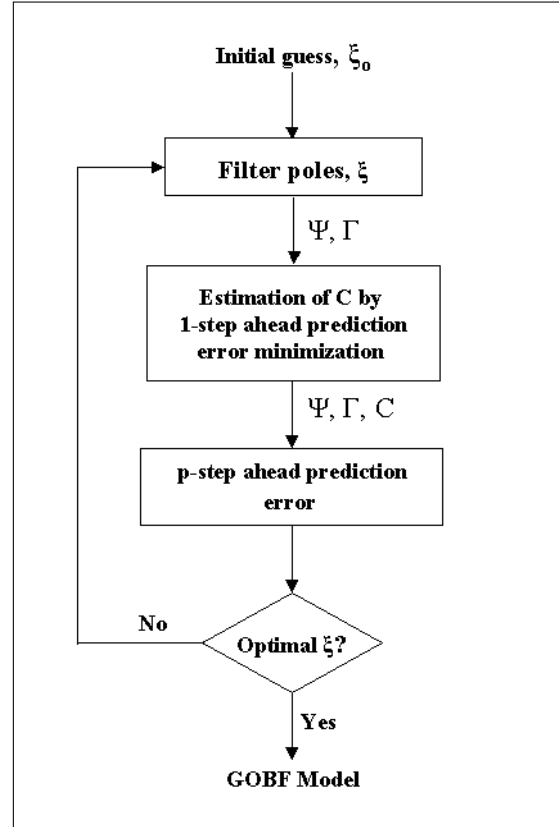 Initial guess, ξ₀
Filter poles, ξ
Ψ, Γ
Estimation of C by
1-step ahead prediction
error minimization
Ψ, Γ, C
p-step ahead prediction
error
No
Optimal ξ?
Yes
GOBF Model